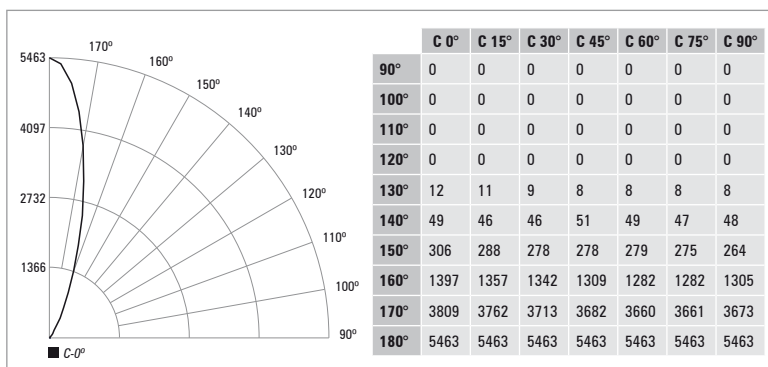 170º
5463
160º
150º
4097
140º
130º
2732
120º
110º
1366
100º
90º
C-0º
C 0° C 15° C 30° C 45° C 60° C 75° C 90°
90° 0 0 0 0 0 0 0
100° 0 0 0 0 0 0 0
110° 0 0 0 0 0 0 0
120° 0 0 0 0 0 0 0
130° 12 11 9 8 8 8 8
140° 49 46 46 51 49 47 48
150° 306 288 278 278 279 275 264
160° 1397 1357 1342 1309 1282 1282 1305
170° 3809 3762 3713 3682 3660 3661 3673
180° 5463 5463 5463 5463 5463 5463 5463